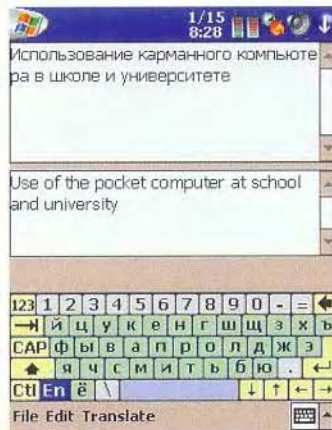 1/15
8:28
Использование карманного компьюте
ра в школе и университете
Use of the pocket computer at school
and university
123 1 2 3 4 5 6 7 8 9 0 - =
й ц у к е н г ш щ з х ъ
CAP ф ы в а п р о л д ж э
я ч с м и т ь б ю .
Ctl En ё \
File Edit Translate